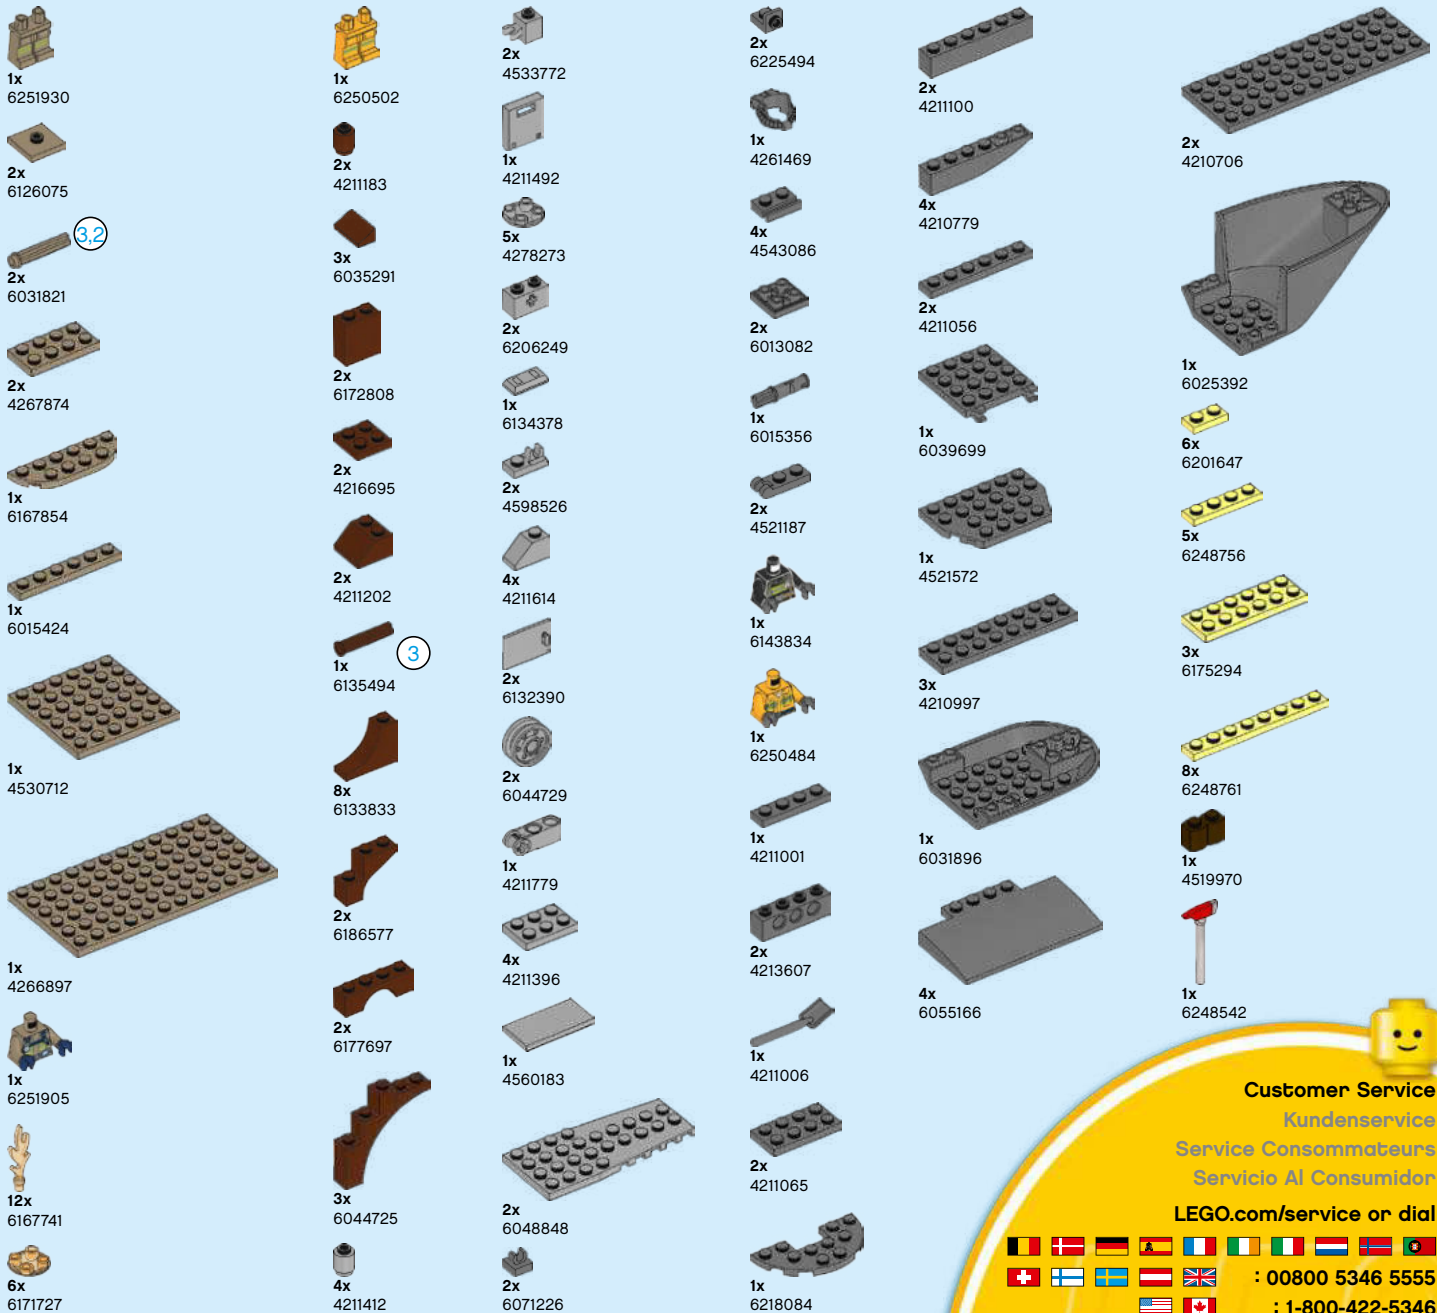 1x
6251930
2x
6126075
3,2
2x
6031821
2x
4267874
1x
6167854
1x
6015424
1x
4530712
1x
4266897
1x
6251905
12x
6167741
6x
6171727
1x
6250502
2x
4211183
3x
6035291
2x
6172808
2x
4216695
2x
4211202
3
1x
6135494
8x
6133833
2x
6186577
2x
6177697
3x
6044725
4x
4211412
2x
4533772
1x
4211492
5x
4278273
2x
6206249
1x
6134378
2x
4598526
4x
4211614
2x
6132390
2x
6044729
1x
4211779
4x
4211396
1x
4560183
2x
6048848
2x
6071226
2x
6225494
1x
4261469
4x
4543086
2x
6013082
1x
6015356
2x
4521187
1x
6143834
1x
6250484
1x
4211001
2x
4213607
1x
4211006
2x
4211065
1x
6218084
2x
4211100
4x
4210779
2x
4211056
1x
6039699
1x
4521572
3x
4210997
1x
6031896
4x
6055166
2x
4210706
1x
6025392
6x
6201647
5x
6248756
3x
6175294
8x
6248761
1x
4519970
1x
6248542
Customer Service
Kundenservice
Service Consommateurs
Servicio Al Consumidor
LEGO.com/service or dial
: 00800 5346 5555
: 1-800-422-5346